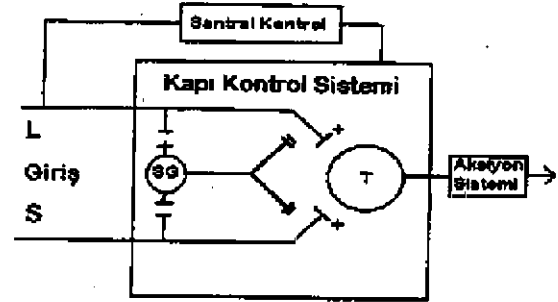 Santral Kontrol
Kapı Kontrol Sistemi
L
Giriş
S
SG
+
T
+
Aksiyon
Sistemi